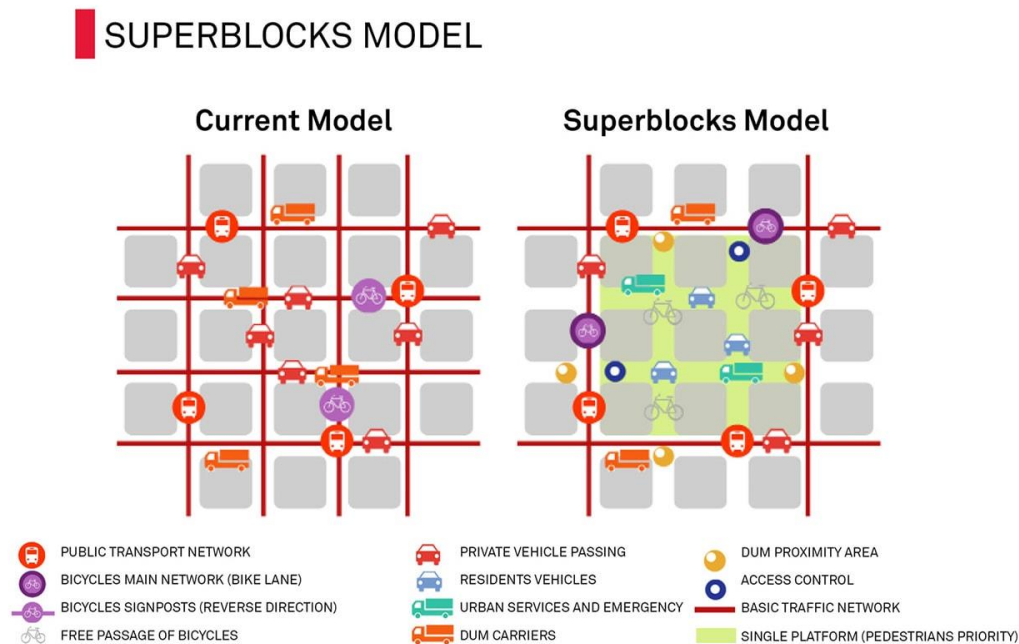 SUPERBLOCKS MODEL
Current Model
Superblocks Model
PUBLIC TRANSPORT NETWORK
BICYCLES MAIN NETWORK (BIKE LANE)
BICYCLES SIGNPOSTS (REVERSE DIRECTION)
FREE PASSAGE OF BICYCLES
PRIVATE VEHICLE PASSING
RESIDENTS VEHICLES
URBAN SERVICES AND EMERGENCY
DUM CARRIERS
DUM PROXIMITY AREA
ACCESS CONTROL
BASIC TRAFFIC NETWORK
SINGLE PLATFORM (PEDESTRIANS PRIORITY)